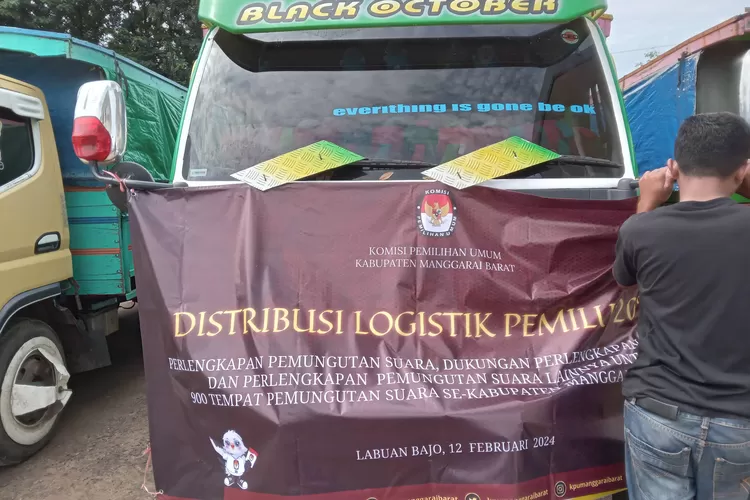 BLACK OCTOBER
everithing is gone be ok
KOMISI
PEMILIHAN UMUM
KOMISI PEMILIHAN UMUM
KABUPATEN MANGGARAI BARAT
DISTRIBUSI LOGISTIK PEMILU
PERLENGKAPAN PEMUNGUTAN SUARA, DUKUNGAN PERLENGKAPAN
DAN PERLENGKAPAN PEMUNGUTAN SUARA LAINNYA
900 TEMPAT PEMUNGUTAN SUARA SE-KABUPATEN
LABUAN BAJO, 12 FEBRUARI 2024
kpumanggaraibarat